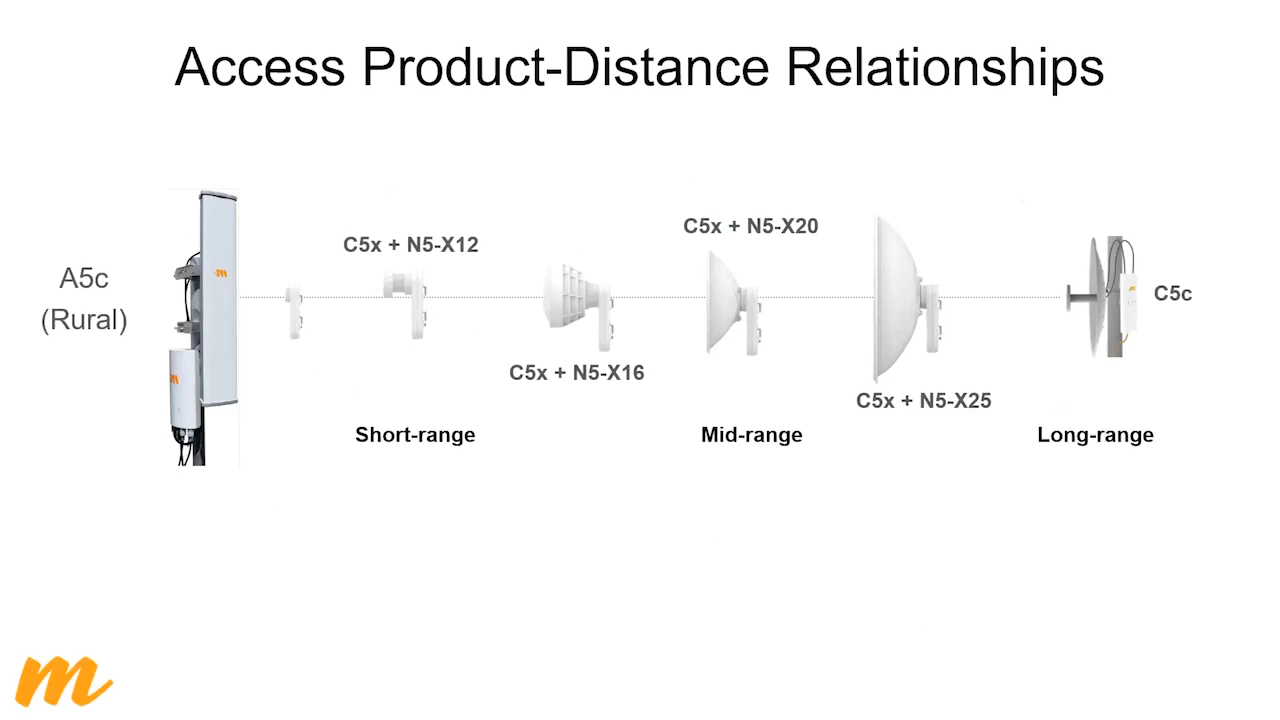 Access Product-Distance Relationships
A5c
(Rural)
C5x + N5-X12
C5x + N5-X16
C5x + N5-X20
C5x + N5-X25
C5c
Short-range
Mid-range
Long-range
m